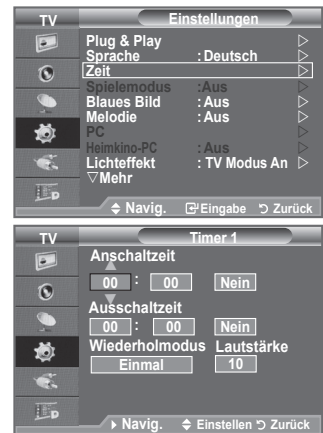 TV Einstellungen
Plug & Play
Sprache : Deutsch
Zeit
Spielemodus :Aus
Blaues Bild : Aus
Melodie : Aus
PC
Heimkino-PC : Aus
Lichteffekt : TV Modus An
▽Mehr
Navig. Eingabe Zurück
TV Timer 1
Anschaltzeit
00 : 00 Nein
Ausschaltzeit
00 : 00 Nein
Wiederholmodus Lautstärke
Einmal 10
Navig. Einstellen Zurück